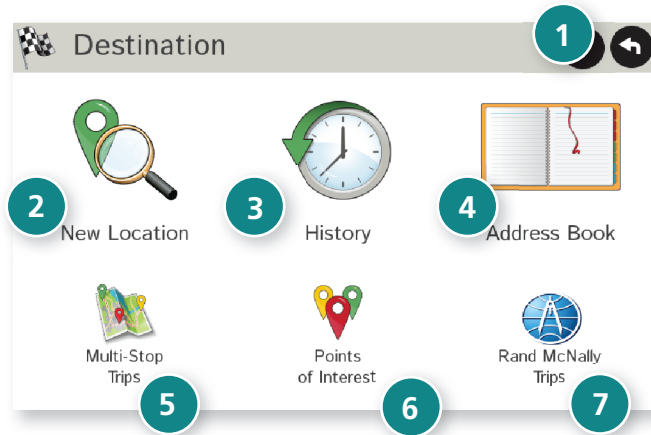 Destination
1
2
New Location
3
History
4
Address Book
Multi-Stop
Trips
5
Points
of Interest
6
Rand McNally
Trips
7